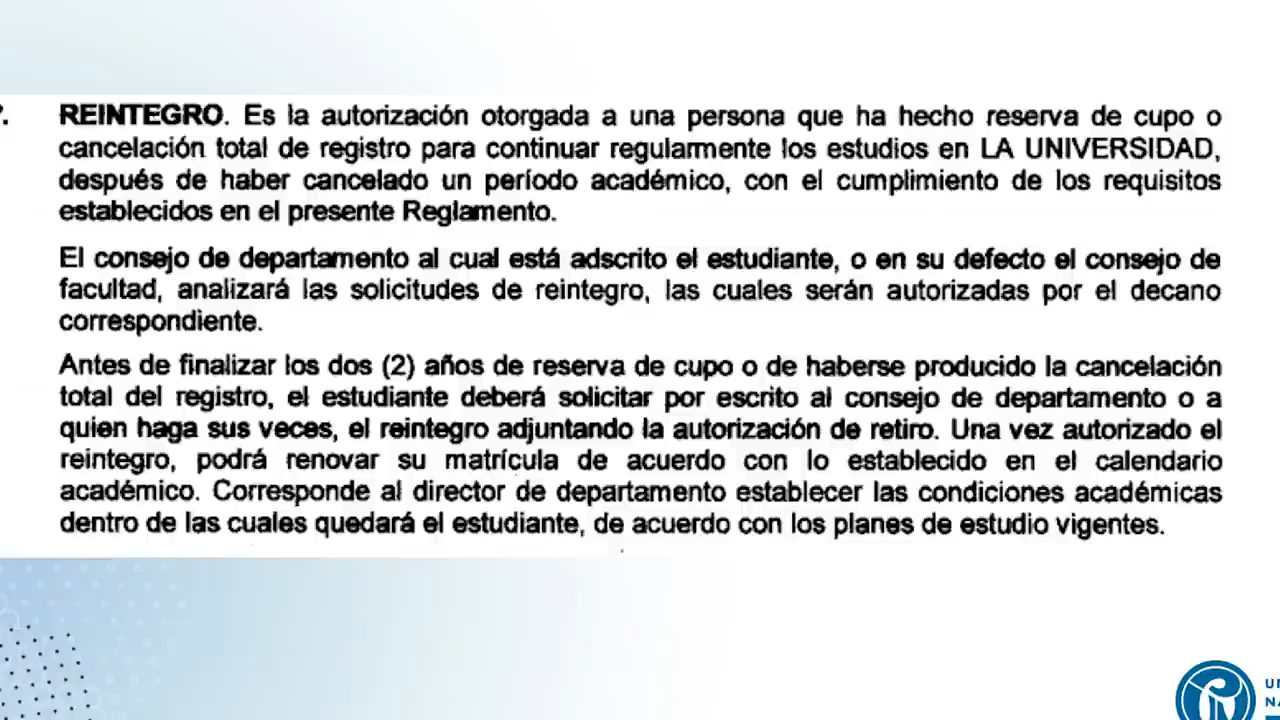 7. REINTEGRO. Es la autorización otorgada a una persona que ha hecho reserva de cupo o
cancelación total de registro para continuar regularmente los estudios en LA UNIVERSIDAD,
después de haber cancelado un período académico, con el cumplimiento de los requisitos
establecidos en el presente Reglamento.
El consejo de departamento al cual está adscrito el estudiante, o en su defecto el consejo de
facultad, analizará las solicitudes de reintegro, las cuales serán autorizadas por el decano
correspondiente.
Antes de finalizar los dos (2) años de reserva de cupo o de haberse producido la cancelación
total del registro, el estudiante deberá solicitar por escrito al consejo de departamento o a
quien haga sus veces, el reintegro adjuntando la autorización de retiro. Una vez autorizado el
reintegro, podrá renovar su matrícula de acuerdo con lo establecido en el calendario
académico. Corresponde al director de departamento establecer las condiciones académicas
dentro de las cuales quedará el estudiante, de acuerdo con los planes de estudio vigentes.